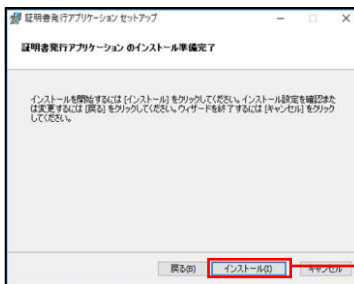 証明書発行アプリケーション セットアップ
証明書発行アプリケーション のインストール準備完了
インストールを開始するには [インストール] をクリックしてください。インストール設定を確認また
は変更するには [戻る] をクリックしてください。ウィザードを終了するには [キャンセル] をクリック
してください。
戻る(B)
インストール(I)
キャンセル